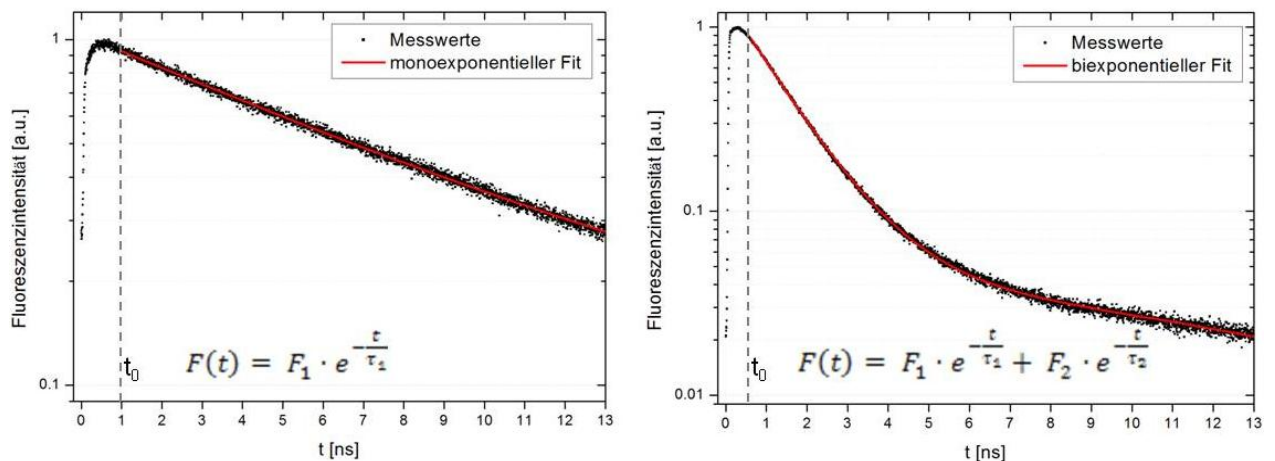 1
0.1
Fluoreszenzintensität [a.u.]
Messwerte
monoexponentieller Fit
t₀
F(t) = F₁ · e^(-t/τ₁)
0 1 2 3 4 5 6 7 8 9 10 11 12 13
t [ns]
1
0.1
0.01
Fluoreszenzintensität [a.u.]
Messwerte
biexponentieller Fit
t₀
F(t) = F₁ · e^(-t/τ₁) + F₂ · e^(-t/τ₂)
0 1 2 3 4 5 6 7 8 9 10 11 12 13
t [ns]